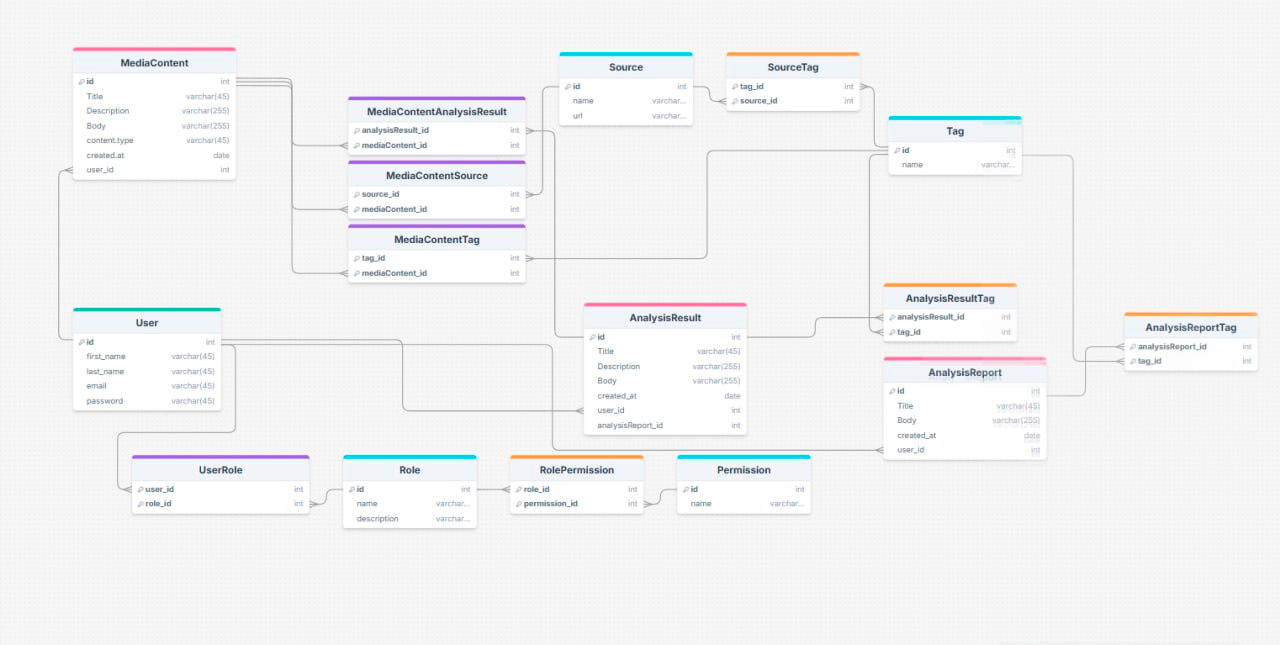 MediaContent
id int
Title varchar(45)
Description varchar(255)
Body varchar(255)
content.type varchar(45)
created.at date
user_id int
MediaContentAnalysisResult
analysisResult_id int
mediaContent_id int
MediaContentSource
source_id int
mediaContent_id int
MediaContentTag
tag_id int
mediaContent_id int
Source
id int
name varchar...
url varchar...
SourceTag
tag_id int
source_id int
Tag
id int
name varchar...
User
id int
first_name varchar(45)
last_name varchar(45)
email varchar(45)
password varchar(45)
AnalysisResult
id int
Title varchar(45)
Description varchar(255)
Body varchar(255)
created_at date
user_id int
analysisReport_id int
AnalysisResultTag
analysisResult_id int
tag_id int
AnalysisReport
id int
Title varchar(45)
Body varchar(255)
created_at date
user_id int
AnalysisReportTag
analysisReport_id int
tag_id int
UserRole
user_id int
role_id int
Role
id int
name varchar...
description varchar...
RolePermission
role_id int
permission_id int
Permission
id int
name varchar...